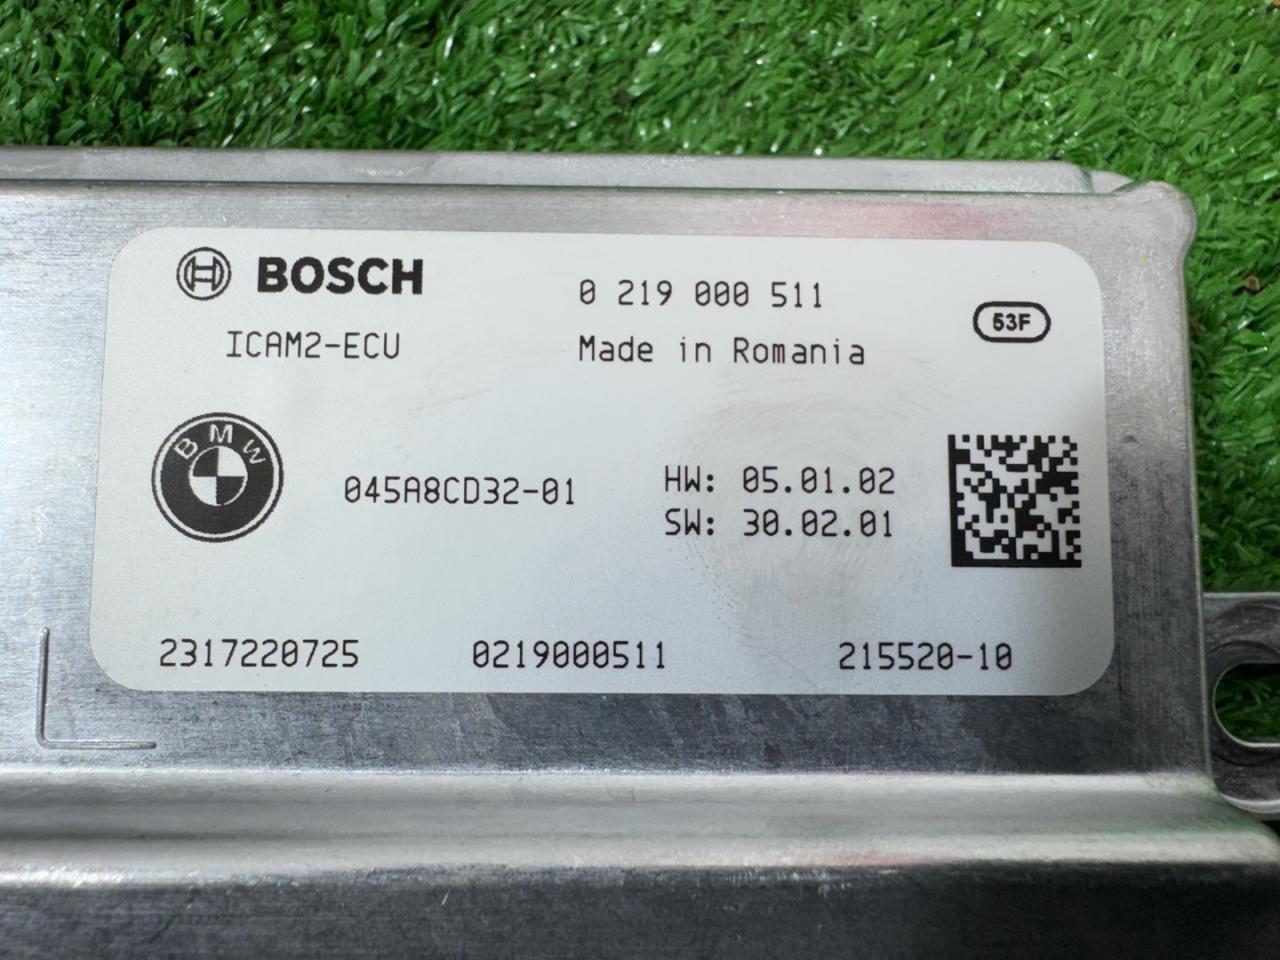 BOSCH
0 219 000 511
ICAM2-ECU
Made in Romania
53F
BMW
045A8CD32-01
HW: 05.01.02
SW: 30.02.01
2317220725
0219000511
215520-10